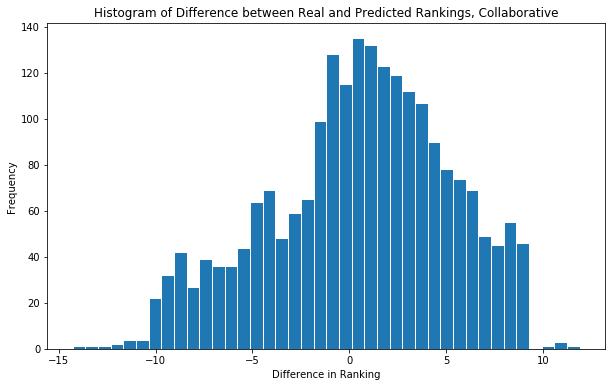 Histogram of Difference between Real and Predicted Rankings, Collaborative
140
120
100
80
60
40
20
0
Frequency
−15 −10 −5 0 5 10
Difference in Ranking